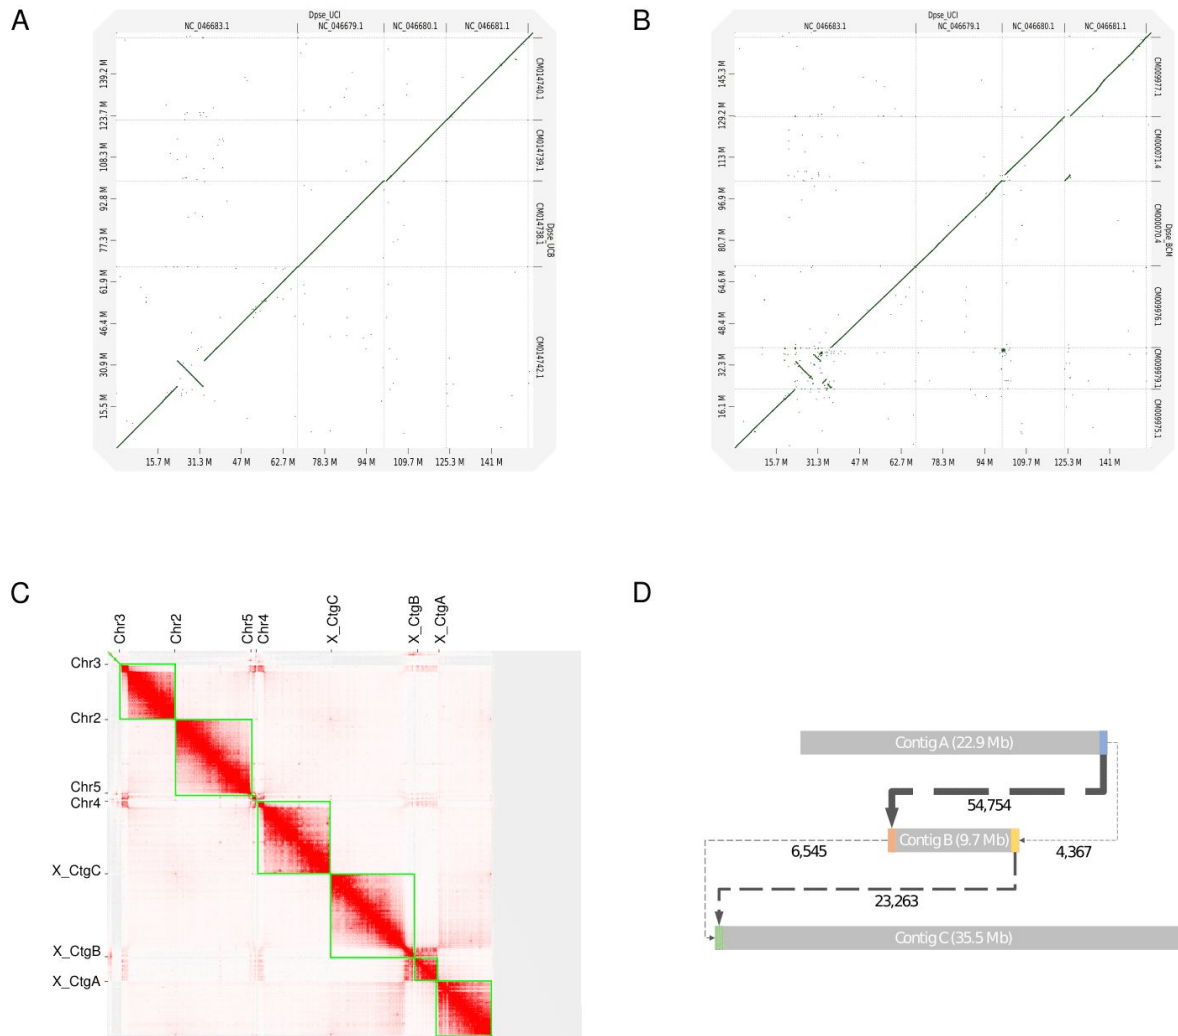 A
Dpse_UCI
NC_046683.1
NC_046679.1
NC_046680.1
NC_046681.1
139.2 M
123.7 M
108.3 M
92.8 M
77.3 M
61.9 M
46.4 M
30.9 M
15.5 M
CM014740.1
CM014739.1
CM014738.1
CM014742.1
Dpse_UCB
15.7 M
31.3 M
47 M
62.7 M
78.3 M
94 M
109.7 M
125.3 M
141 M
B
Dpse_UCI
NC_046683.1
NC_046679.1
NC_046680.1
NC_046681.1
145.3 M
129.2 M
113 M
96.9 M
80.7 M
64.6 M
48.4 M
32.3 M
16.1 M
CM009977.1
CM000071.4
CM000070.4
CM009976.1
CM009979.1
CM009975.1
Dpse_BCM
15.7 M
31.3 M
47 M
62.7 M
78.3 M
94 M
109.7 M
125.3 M
141 M
C
Chr3
Chr2
Chr5
Chr4
X_CtgC
X_CtgB
X_CtgA
Chr3
Chr2
Chr5
Chr4
X_CtgC
X_CtgB
X_CtgA
D
Contig A (22.9 Mb)
54,754
Contig B (9.7 Mb)
6,545
4,367
23,263
Contig C (35.5 Mb)